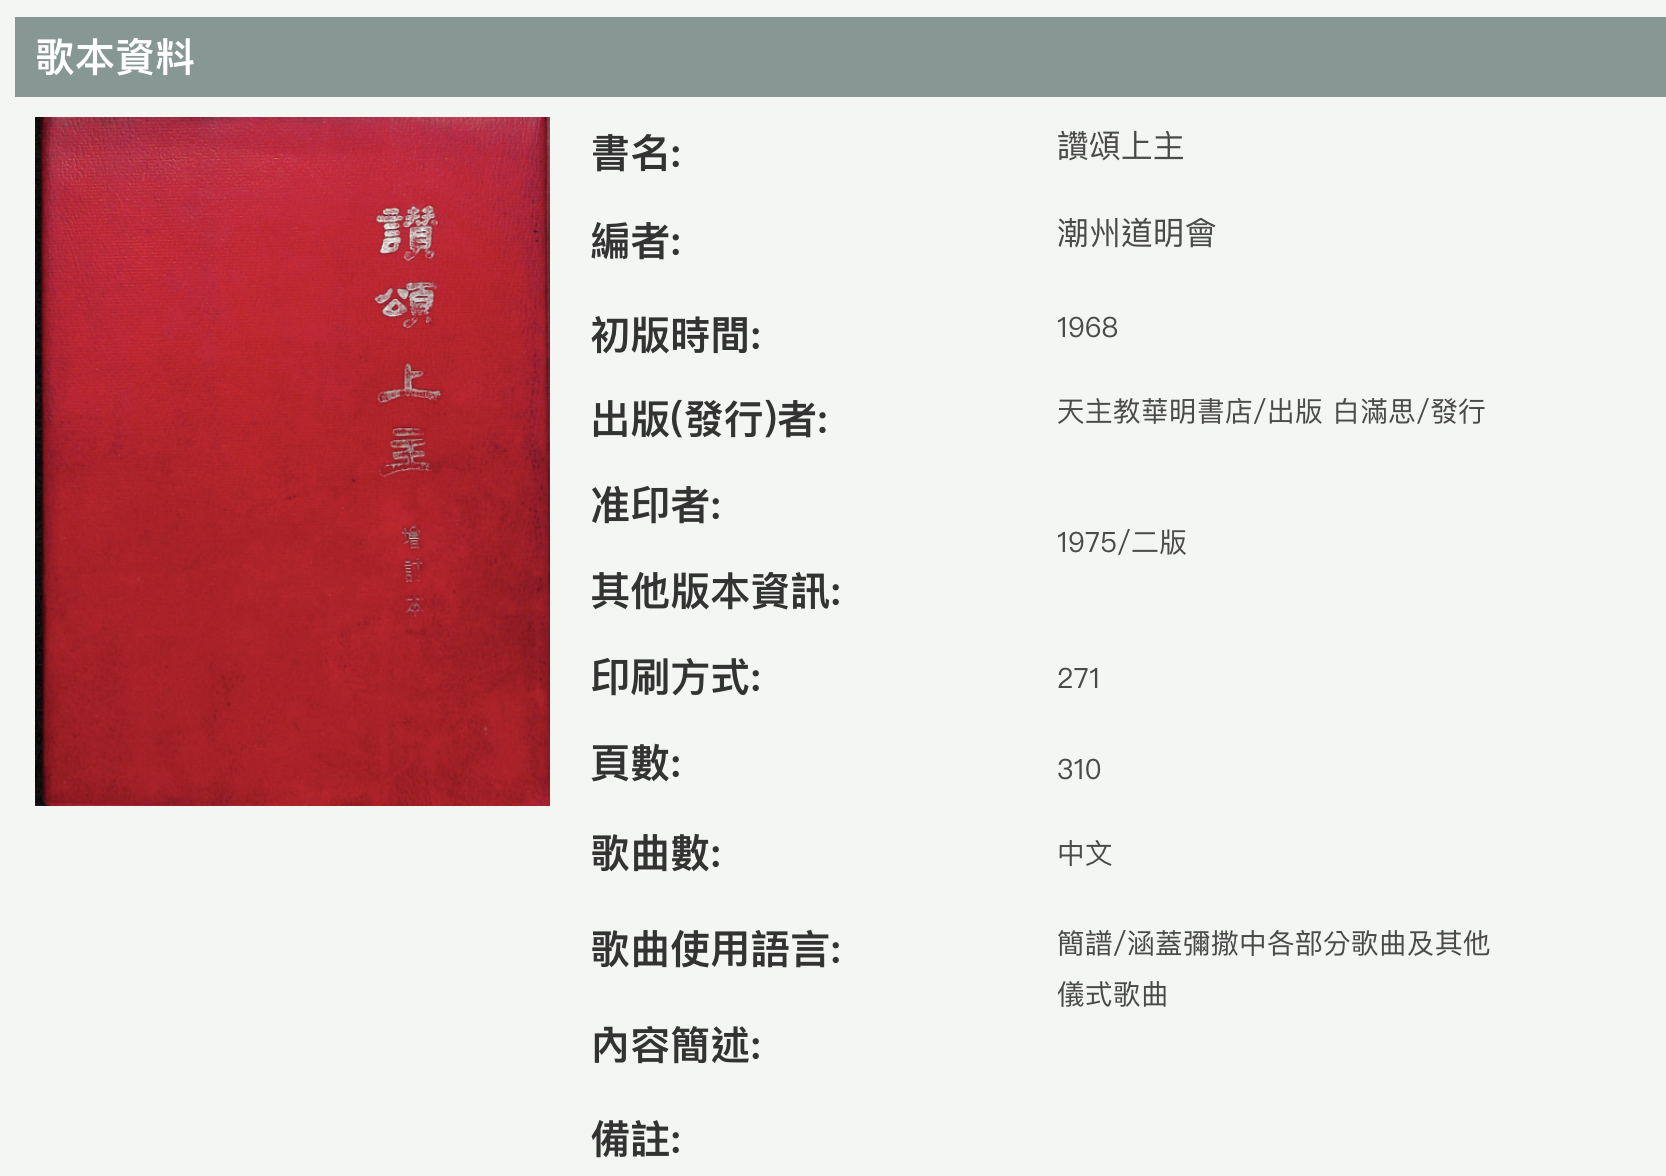 歌本資料
讚
頌
上
主
增
訂
本
書名:
讚頌上主
編者:
潮州道明會
初版時間:
1968
出版(發行)者:
天主教華明書店/出版 白滿思/發行
准印者:
1975/二版
其他版本資訊:
印刷方式:
271
頁數:
310
歌曲數:
中文
歌曲使用語言:
簡譜/涵蓋彌撒中各部分歌曲及其他
儀式歌曲
內容簡述:
備註: